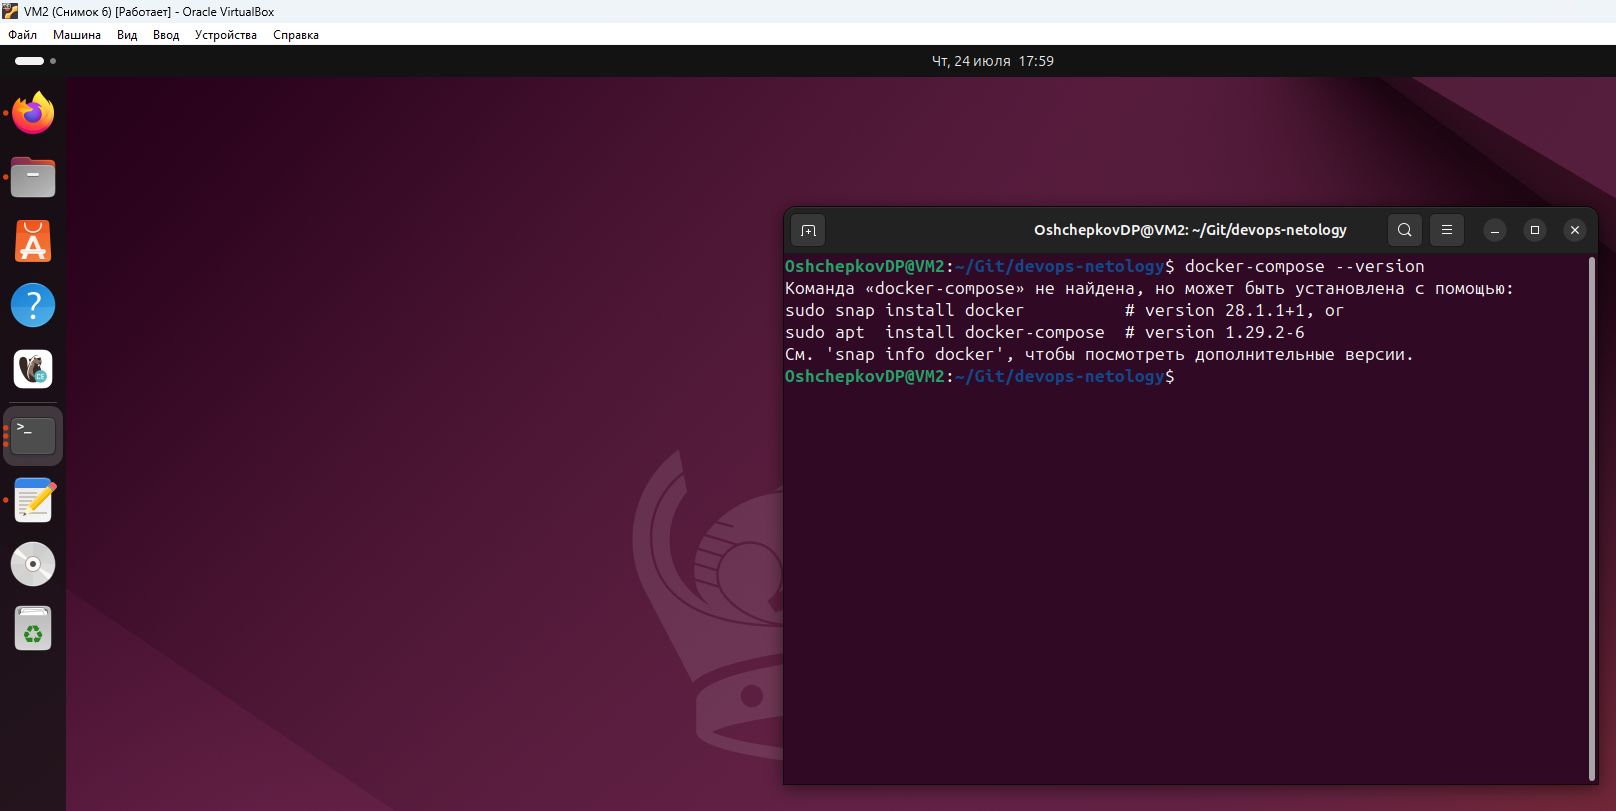 VM2 (Снимок 6) [Работает] - Oracle VirtualBox
Файл Машина Вид Ввод Устройства Справка
Чт, 24 июля 17:59
OshchepkovDP@VM2: ~/Git/devops-netology
OshchepkovDP@VM2:~/Git/devops-netology$ docker-compose --version
Команда «docker-compose» не найдена, но может быть установлена с помощью:
sudo snap install docker          # version 28.1.1+1, or
sudo apt  install docker-compose  # version 1.29.2-6
См. 'snap info docker', чтобы посмотреть дополнительные версии.
OshchepkovDP@VM2:~/Git/devops-netology$